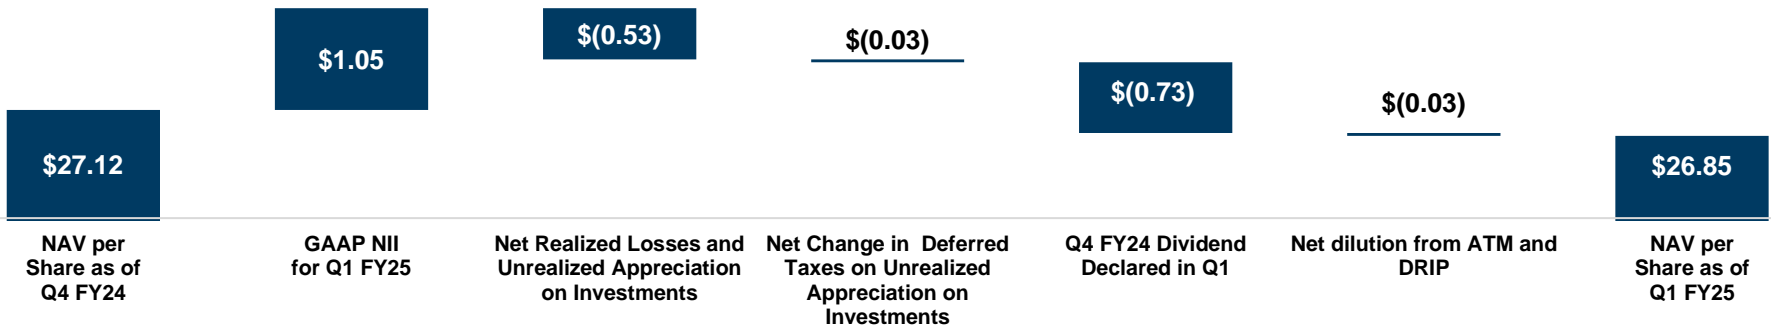 $27.12
$1.05
$(0.53)
$(0.03)
$(0.73)
$(0.03)
$26.85
NAV per
Share as of
Q4 FY24
GAAP NII
for Q1 FY25
Net Realized Losses and
Unrealized Appreciation
on Investments
Net Change in Deferred
Taxes on Unrealized
Appreciation on
Investments
Q4 FY24 Dividend
Declared in Q1
Net dilution from ATM and
DRIP
NAV per
Share as of
Q1 FY25